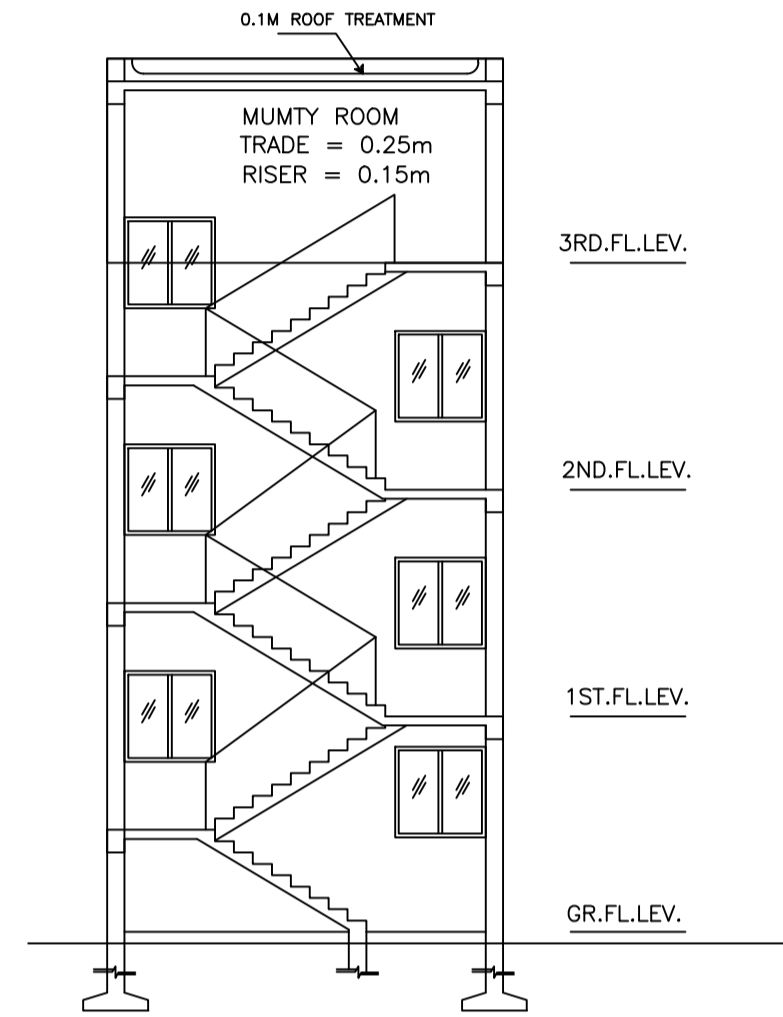 0.1M ROOF TREATMENT
MUMTY ROOM
TRADE = 0.25m
RISER = 0.15m
3RD.FL.LEV.
2ND.FL.LEV.
1ST.FL.LEV.
GR.FL.LEV.